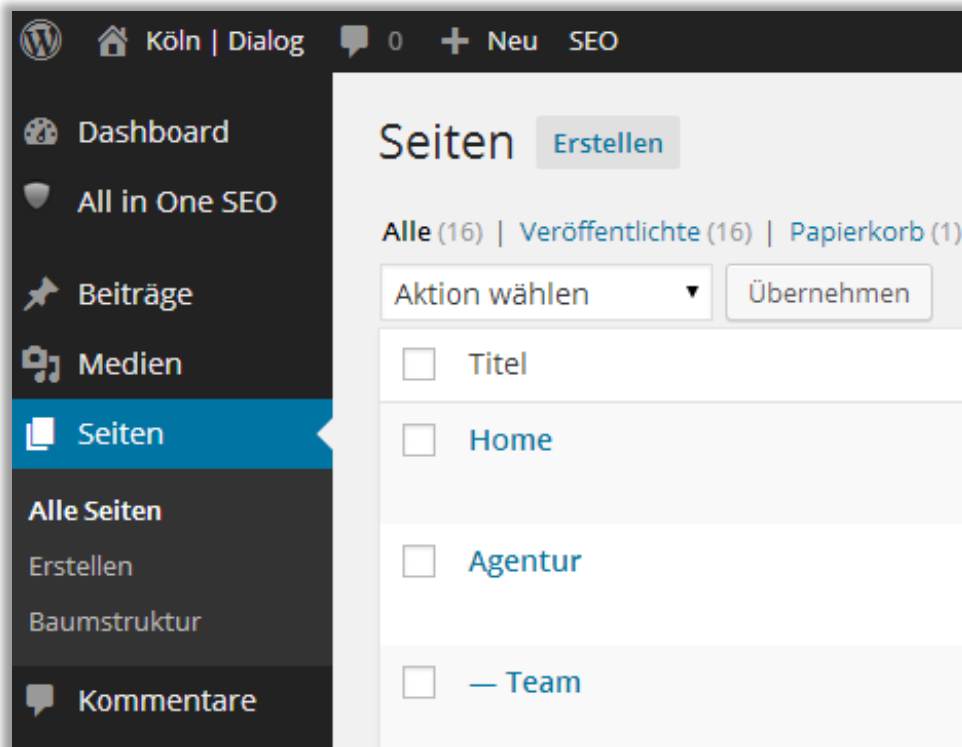 Köln | Dialog 0 + Neu SEO
Dashboard
All in One SEO
Beiträge
Medien
Seiten
Alle Seiten
Erstellen
Baumstruktur
Kommentare
Seiten Erstellen
Alle (16) | Veröffentlichte (16) | Papierkorb (1)
Aktion wählen Übernehmen
Titel
Home
Agentur
— Team